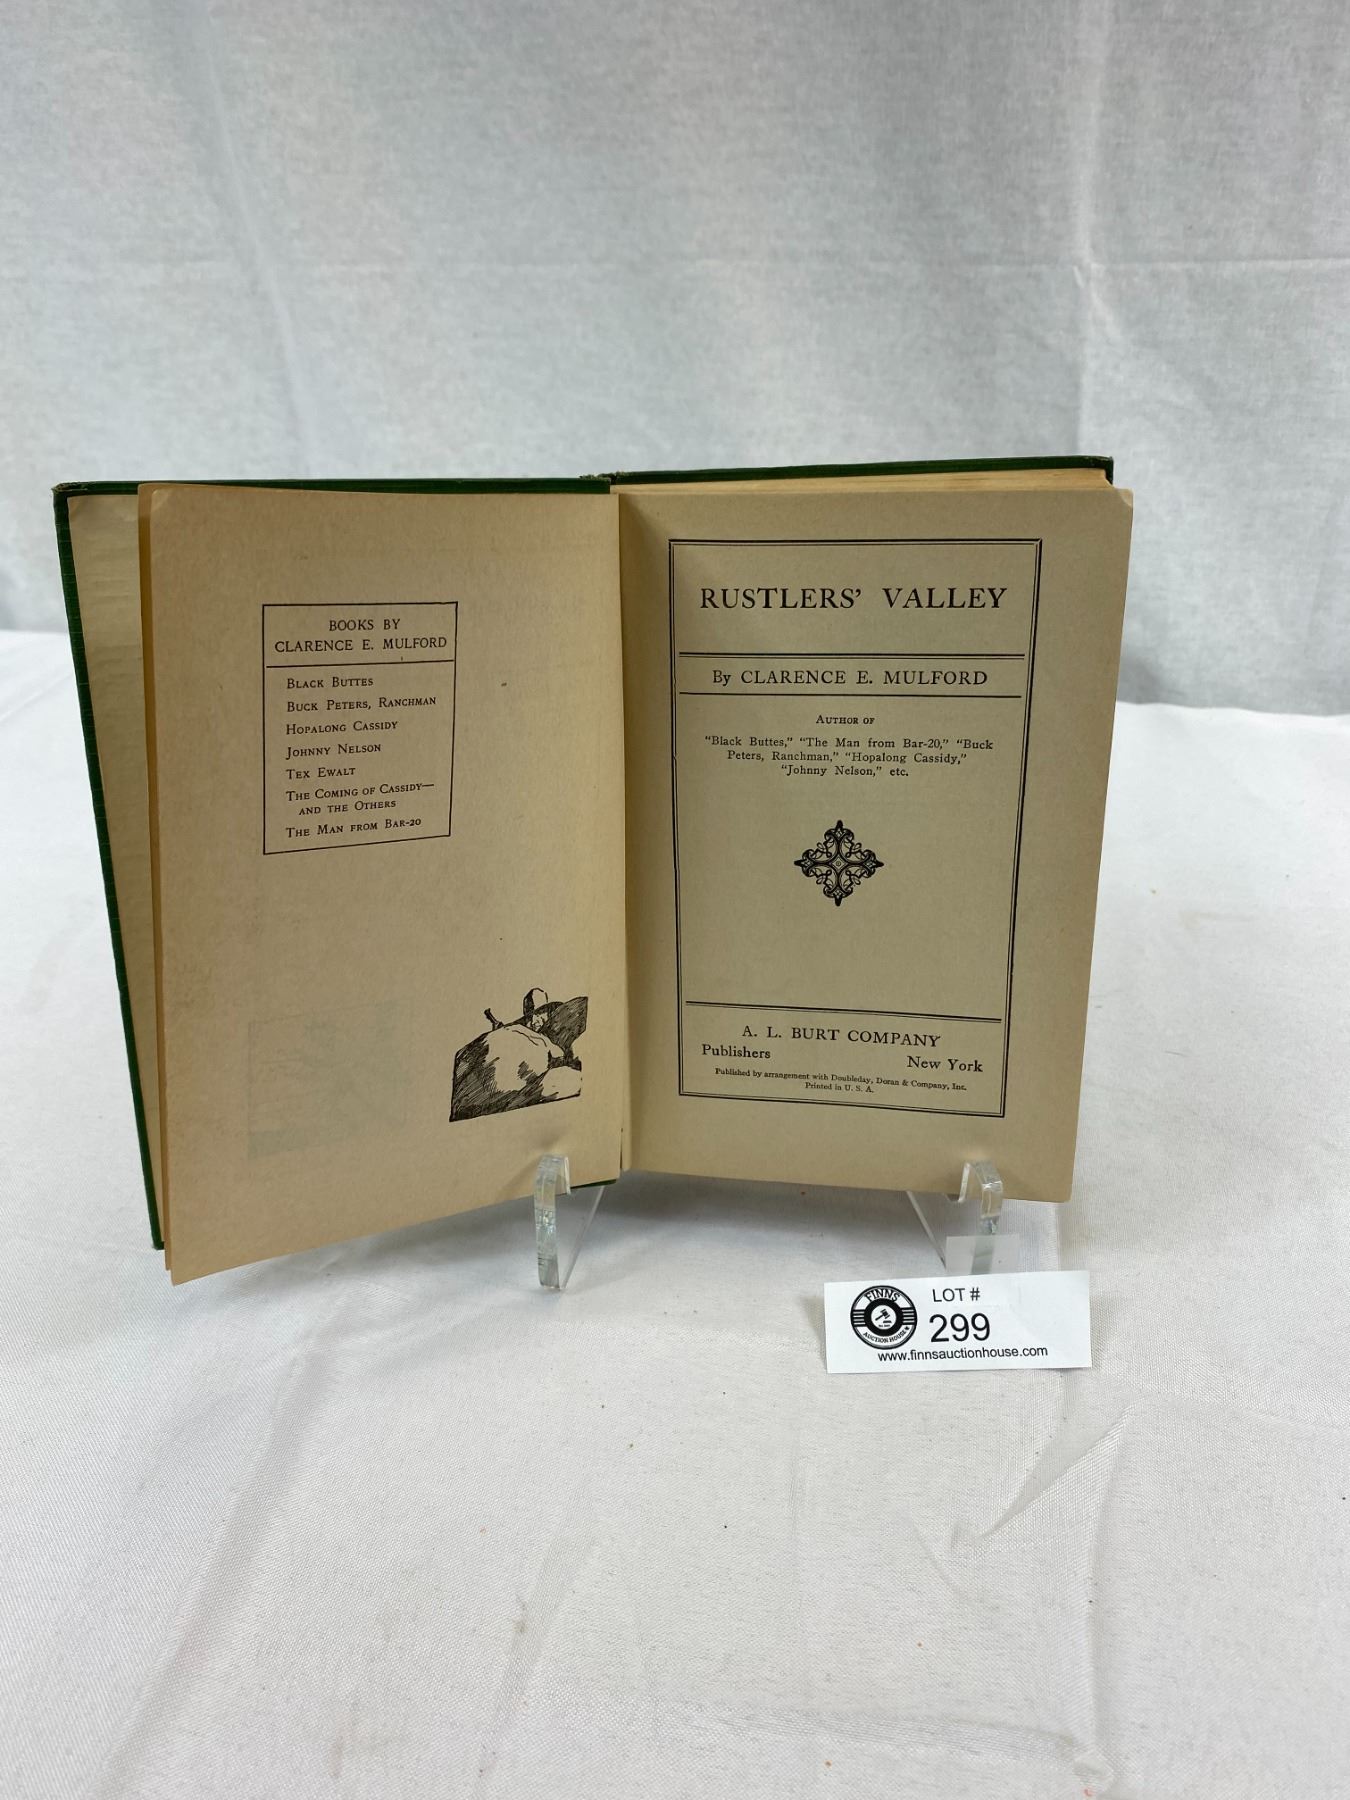 BOOKS BY
CLARENCE E. MULFORD
BLACK BUTTES
BUCK PETERS, RANCHMAN
HOPALONG CASSIDY
JOHNNY NELSON
TEX EWALT
THE COMING OF CASSIDY—
AND THE OTHERS
THE MAN FROM BAR-20
RUSTLERS' VALLEY
By CLARENCE E. MULFORD
AUTHOR OF
"Black Buttes," "The Man from Bar-20," "Buck
Peters, Ranchman," "Hopalong Cassidy,"
"Johnny Nelson," etc.
A. L. BURT COMPANY
Publishers New York
Published by arrangement with Doubleday, Doran & Company, Inc.
Printed in U. S. A.
FINNS
AUCTION HOUSE
LOT #
299
www.finnsauctionhouse.com